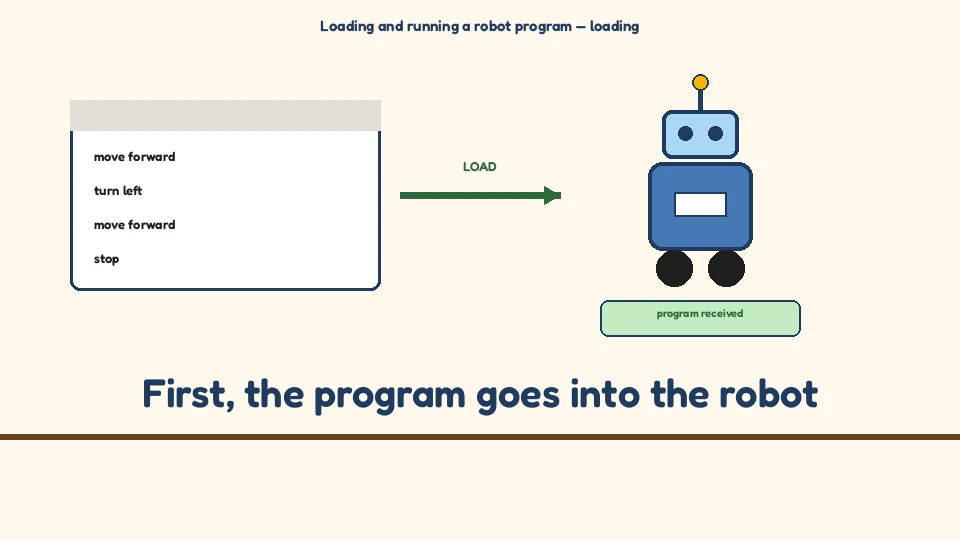 Loading and running a robot program — loading
move forward
turn left
move forward
stop
LOAD
program received
First, the program goes into the robot